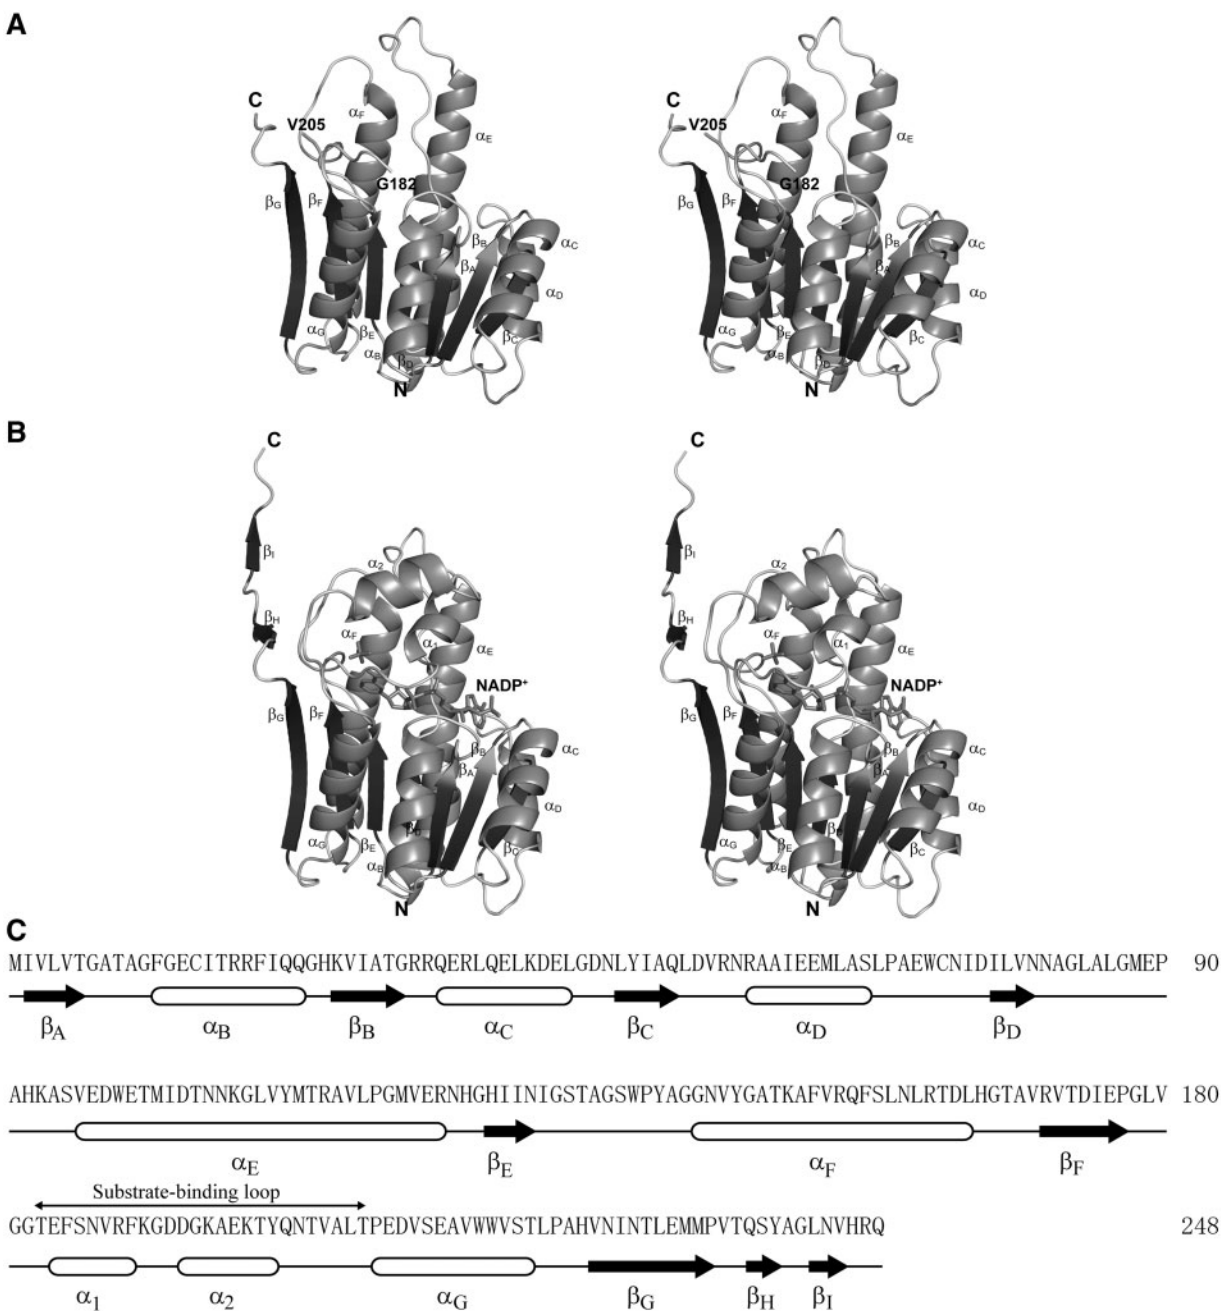 A
C
V205
αF
αE
G182
βG
βF
βB
αC
βA
αD
αG
βE
βC
αB
βD
N
C
V205
αF
αE
G182
βG
βF
βB
αC
βA
αD
αG
βE
βC
αB
βD
N
B
C
βI
α2
βH
αF
α1
αE
NADP+
βG
βF
βB
αC
βA
αD
αG
βE
βC
αB
N
C
βI
α2
βH
αF
α1
αE
NADP+
βG
βF
βB
αC
βA
αD
αG
βE
βC
αB
N
C
MIVLVTGATAGFGECITRRFIQQGHKVIATGRRQERLQELKDELGDNLYIAQLDVRNRAAIEEMLASLPAEWCNIDILVNNAGLALGMEP 90
βA αB βB αC βC αD βD
AHKASVEDWETMIDTNNKGLVYMTRAVLPGMVERNHGHIINIGSTAGSWPYAGGNVYGATKAFVRQFSLNLRTDLHGTAVRVTDIEPGLV 180
αE βE αF βF
Substrate-binding loop
GGTEFSNVRFKGDDGKAEKTYQNTVALTPEDVSEAVWWVSTLPAHVNINTLEMMPVTQSYAGLNVHRQ 248
α1 α2 αG βG βH βI